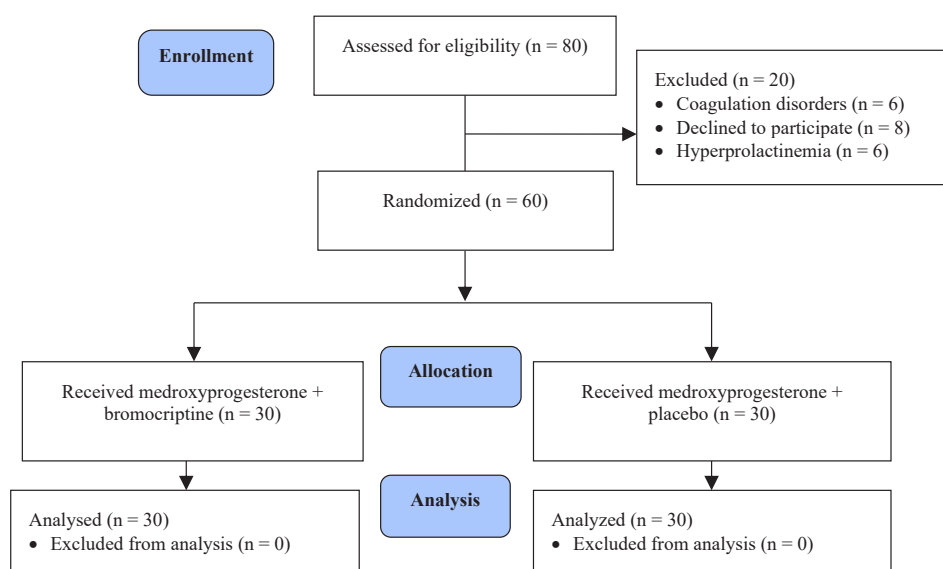 Enrollment
Assessed for eligibility (n = 80)
Excluded (n = 20)
• Coagulation disorders (n = 6)
• Declined to participate (n = 8)
• Hyperprolactinemia (n = 6)
Randomized (n = 60)
Allocation
Received medroxyprogesterone +
bromocriptine (n = 30)
Received medroxyprogesterone +
placebo (n = 30)
Analysis
Analysed (n = 30)
• Excluded from analysis (n = 0)
Analyzed (n = 30)
• Excluded from analysis (n = 0)